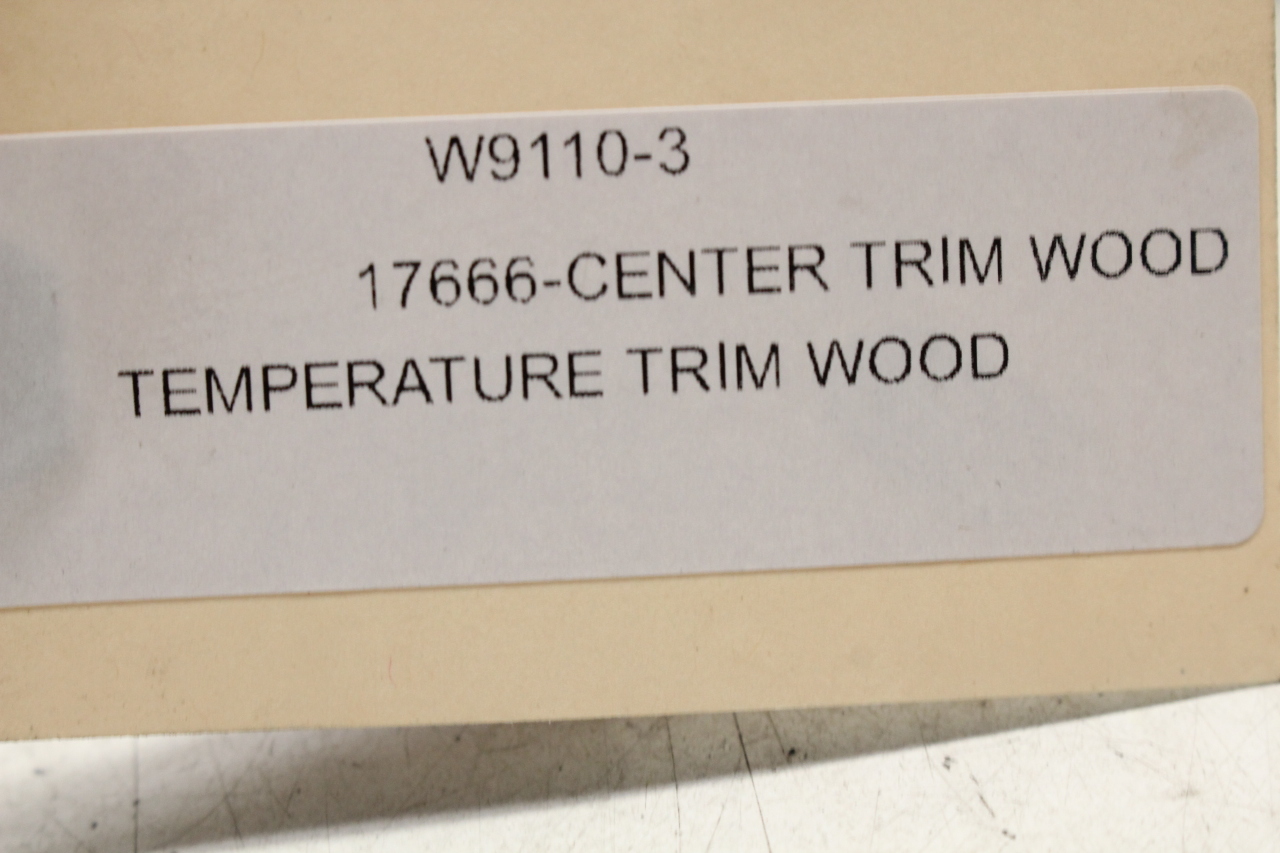 W9110-3
17666-CENTER TRIM WOOD
TEMPERATURE TRIM WOOD